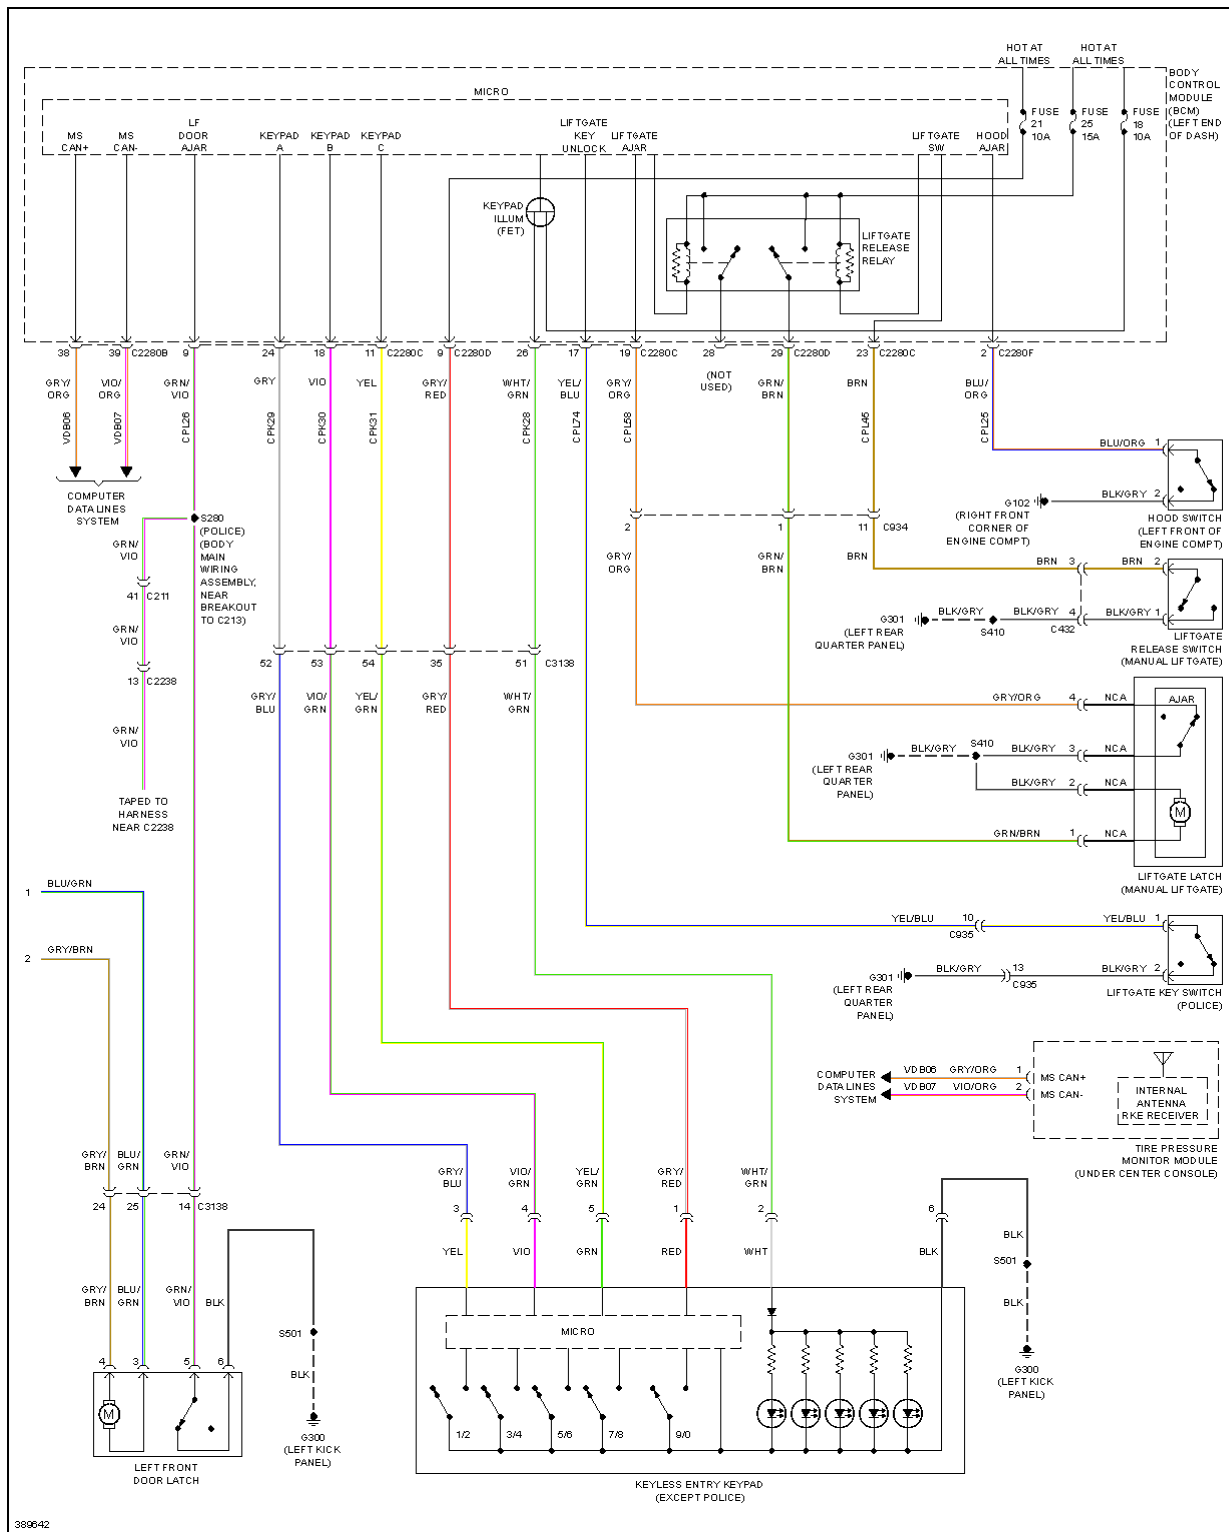 HOT AT
ALL TIMES
HOT AT
ALL TIMES
BODY
CONTROL
MODULE
(BCM)
(LEFT END
OF DASH)
MICRO
FUSE
21
10A
FUSE
25
15A
FUSE
18
10A
MS
CAN+
MS
CAN-
LF
DOOR
AJAR
KEYPAD
A
KEYPAD
B
KEYPAD
C
LIFTGATE
KEY
UNLOCK
LIFTGATE
AJAR
LIFTGATE
SW
HOOD
AJAR
KEYPAD
ILLUM
(FET)
LIFTGATE
RELEASE
RELAY
38
39
C2280B
9
24
18
11
C2280C
9
C2280D
26
17
19
C2280C
28
29
C2280D
23
C2280C
2
C2280F
GRY/
ORG
VIO/
ORG
GRN/
VIO
GRY
VIO
YEL
GRY/
RED
WHT/
GRN
YEL/
BLU
GRY/
ORG
(NOT
USED)
GRN/
BRN
BRN
BLU/
ORG
VDB06
VDB07
CPL26
CPK29
CPK30
CPK31
CPK28
CPL74
CPL58
CPL45
CPL25
COMPUTER
DATA LINES
SYSTEM
S280
(POLICE)
(BODY
MAIN
WIRING
ASSEMBLY,
NEAR
BREAKOUT
TO C213)
GRN/
VIO
41
C211
GRN/
VIO
13
C2238
GRN/
VIO
TAPED TO
HARNESS
NEAR C2238
BLU/ORG
1
BLK/GRY
2
G102
(RIGHT FRONT
CORNER OF
ENGINE COMPT)
HOOD SWITCH
(LEFT FRONT OF
ENGINE COMPT)
2
1
11
C934
GRY/
ORG
GRN/
BRN
BRN
BRN
3
BRN
2
BLK/GRY
BLK/GRY
4
BLK/GRY
1
G301
(LEFT REAR
QUARTER PANEL)
S410
C432
LIFTGATE
RELEASE SWITCH
(MANUAL LIFTGATE)
52
53
54
35
51
C3138
GRY/
BLU
VIO/
GRN
YEL/
GRN
GRY/
RED
WHT/
GRN
GRY/ORG
4
NCA
AJAR
G301
(LEFT REAR
QUARTER
PANEL)
BLK/GRY
S410
BLK/GRY
3
NCA
BLK/GRY
2
NCA
M
GRN/BRN
1
NCA
LIFTGATE LATCH
(MANUAL LIFTGATE)
1
BLU/GRN
2
GRY/BRN
YEL/BLU
10
C935
YEL/BLU
1
G301
(LEFT REAR
QUARTER
PANEL)
BLK/GRY
13
C935
BLK/GRY
2
LIFTGATE KEY SWITCH
(POLICE)
COMPUTER
DATA LINES
SYSTEM
VDB06
GRY/ORG
1
MS CAN+
VDB07
VIO/ORG
2
MS CAN-
INTERNAL
ANTENNA
RKE RECEIVER
TIRE PRESSURE
MONITOR MODULE
(UNDER CENTER CONSOLE)
GRY/
BRN
BLU/
GRN
GRN/
VIO
24
25
14
C3138
GRY/
BRN
BLU/
GRN
GRN/
VIO
BLK
4
3
5
6
M
LEFT FRONT
DOOR LATCH
S501
BLK
G300
(LEFT KICK
PANEL)
GRY/
BLU
VIO/
GRN
YEL/
GRN
GRY/
RED
WHT/
GRN
3
4
5
1
2
6
YEL
VIO
GRN
RED
WHT
BLK
BLK
S501
BLK
G300
(LEFT KICK
PANEL)
MICRO
1/2
3/4
5/6
7/8
9/0
KEYLESS ENTRY KEYPAD
(EXCEPT POLICE)
389642